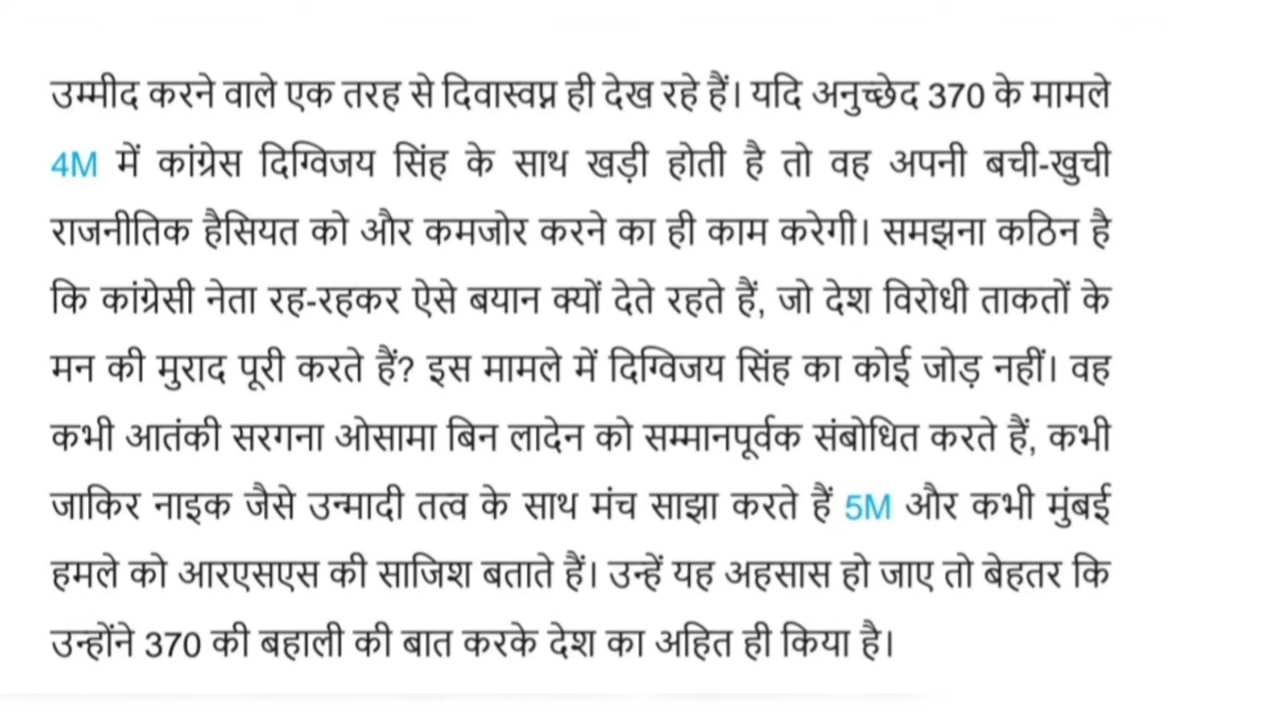 उम्मीद करने वाले एक तरह से दिवास्वप्न ही देख रहे हैं। यदि अनुच्छेद 370 के मामले
4M में कांग्रेस दिग्विजय सिंह के साथ खड़ी होती है तो वह अपनी बची-खुची
राजनीतिक हैसियत को और कमजोर करने का ही काम करेगी। समझना कठिन है
कि कांग्रेसी नेता रह-रहकर ऐसे बयान क्यों देते रहते हैं, जो देश विरोधी ताकतों के
मन की मुराद पूरी करते हैं? इस मामले में दिग्विजय सिंह का कोई जोड़ नहीं। वह
कभी आतंकी सरगना ओसामा बिन लादेन को सम्मानपूर्वक संबोधित करते हैं, कभी
जाकिर नाइक जैसे उन्मादी तत्व के साथ मंच साझा करते हैं 5M और कभी मुंबई
हमले को आरएसएस की साजिश बताते हैं। उन्हें यह अहसास हो जाए तो बेहतर कि
उन्होंने 370 की बहाली की बात करके देश का अहित ही किया है।